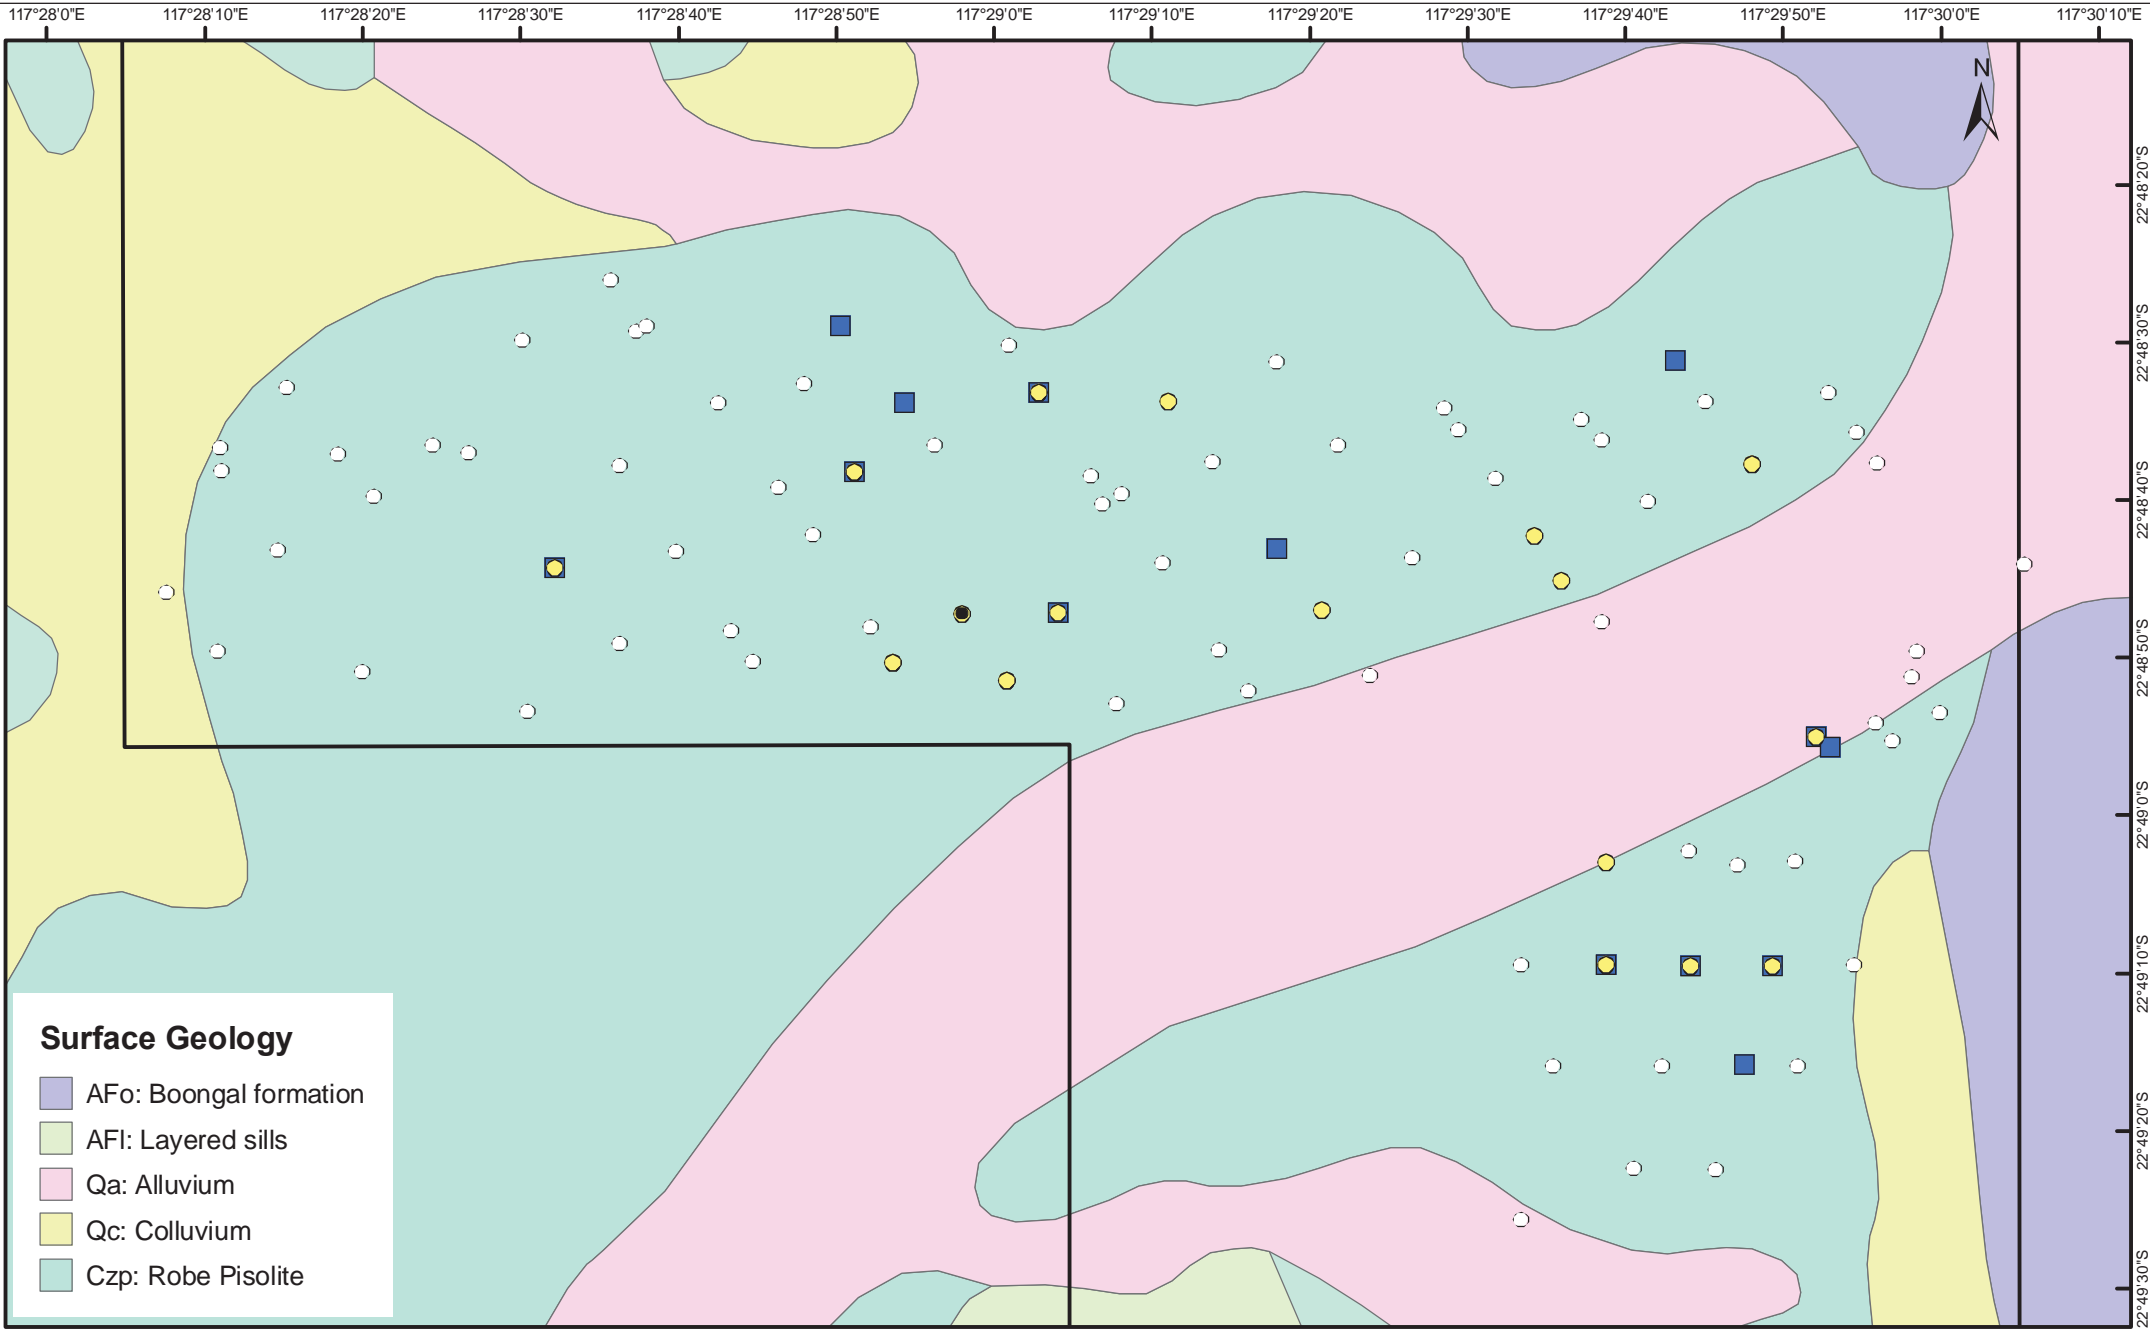 117°28'0"E 117°28'10"E 117°28'20"E 117°28'30"E 117°28'40"E 117°28'50"E 117°29'0"E 117°29'10"E 117°29'20"E 117°29'30"E 117°29'40"E 117°29'50"E 117°30'0"E 117°30'10"E
N
22°48'20"S
22°48'30"S
22°48'40"S
22°48'50"S
22°49'0"S
22°49'10"S
22°49'20"S
22°49'30"S
Surface Geology
AFo: Boongal formation
AFl: Layered sills
Qa: Alluvium
Qc: Colluvium
Czp: Robe Pisolite